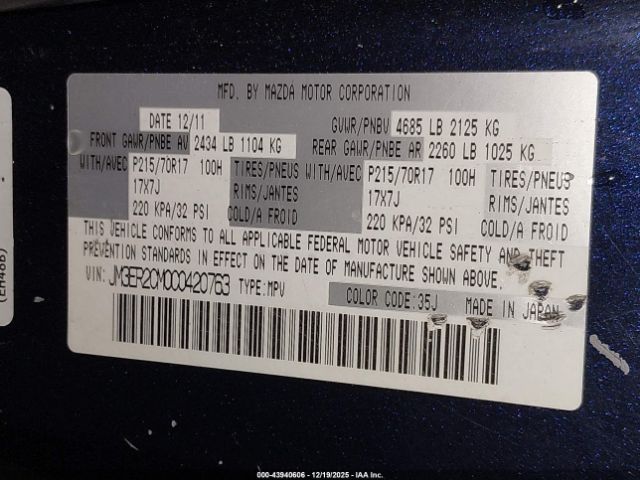 MFD. BY MAZDA MOTOR CORPORATION
DATE 12/11 GVWR/PNBV 4685 LB 2125 KG
FRONT GAWR/PNBE AV 2434 LB 1104 KG REAR GAWR/PNBE AR 2260 LB 1025 KG
WITH/AVEC P215/70R17 100H TIRES/PNEUS WITH/AVEC P215/70R17 100H TIRES/PNEUS
17X7J RIMS/JANTES 17X7J RIMS/JANTES
220 KPA/32 PSI COLD/A FROID 220 KPA/32 PSI COLD/A FROID
THIS VEHICLE CONFORMS TO ALL APPLICABLE FEDERAL MOTOR VEHICLE SAFETY AND THEFT
PREVENTION STANDARDS IN EFFECT ON THE DATE OF MANUFACTURE SHOWN ABOVE.
VIN: JM3ER2CM0C0420763 TYPE:MPV
COLOR CODE:35J MADE IN JAPAN
(EH48B)
000-43940606 - 12/19/2025 - IAA Inc.